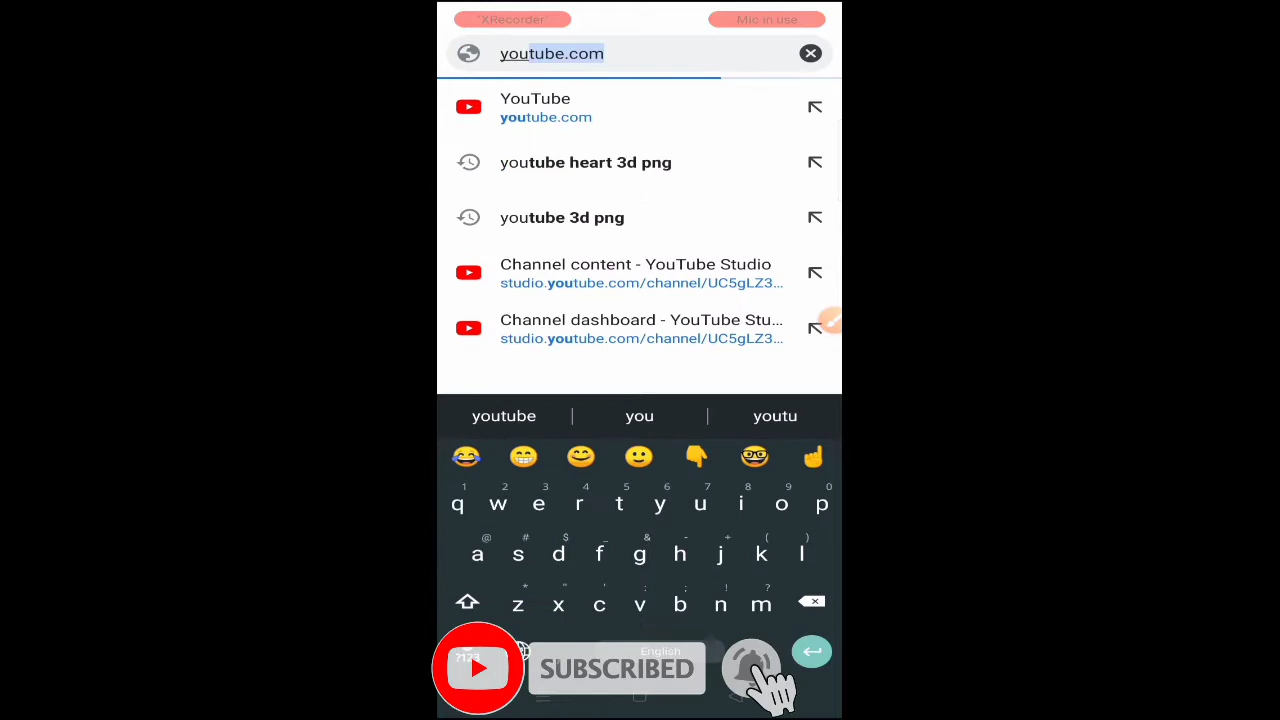 "XRecorder" Mic in use
youtube.com
YouTube
youtube.com
youtube heart 3d png
youtube 3d png
Channel content - YouTube Studio
studio.youtube.com/channel/UC5gLZ3...
Channel dashboard - YouTube Stu...
studio.youtube.com/channel/UC5gLZ3...
youtube you youtu
1 2 3 4 5 6 7 8 9 0
q w e r t y u i o p
@ # $ _ & - + ( )
a s d f g h j k l
* " ' : ; ! ?
z x c v b n m
?123 English
SUBSCRIBED